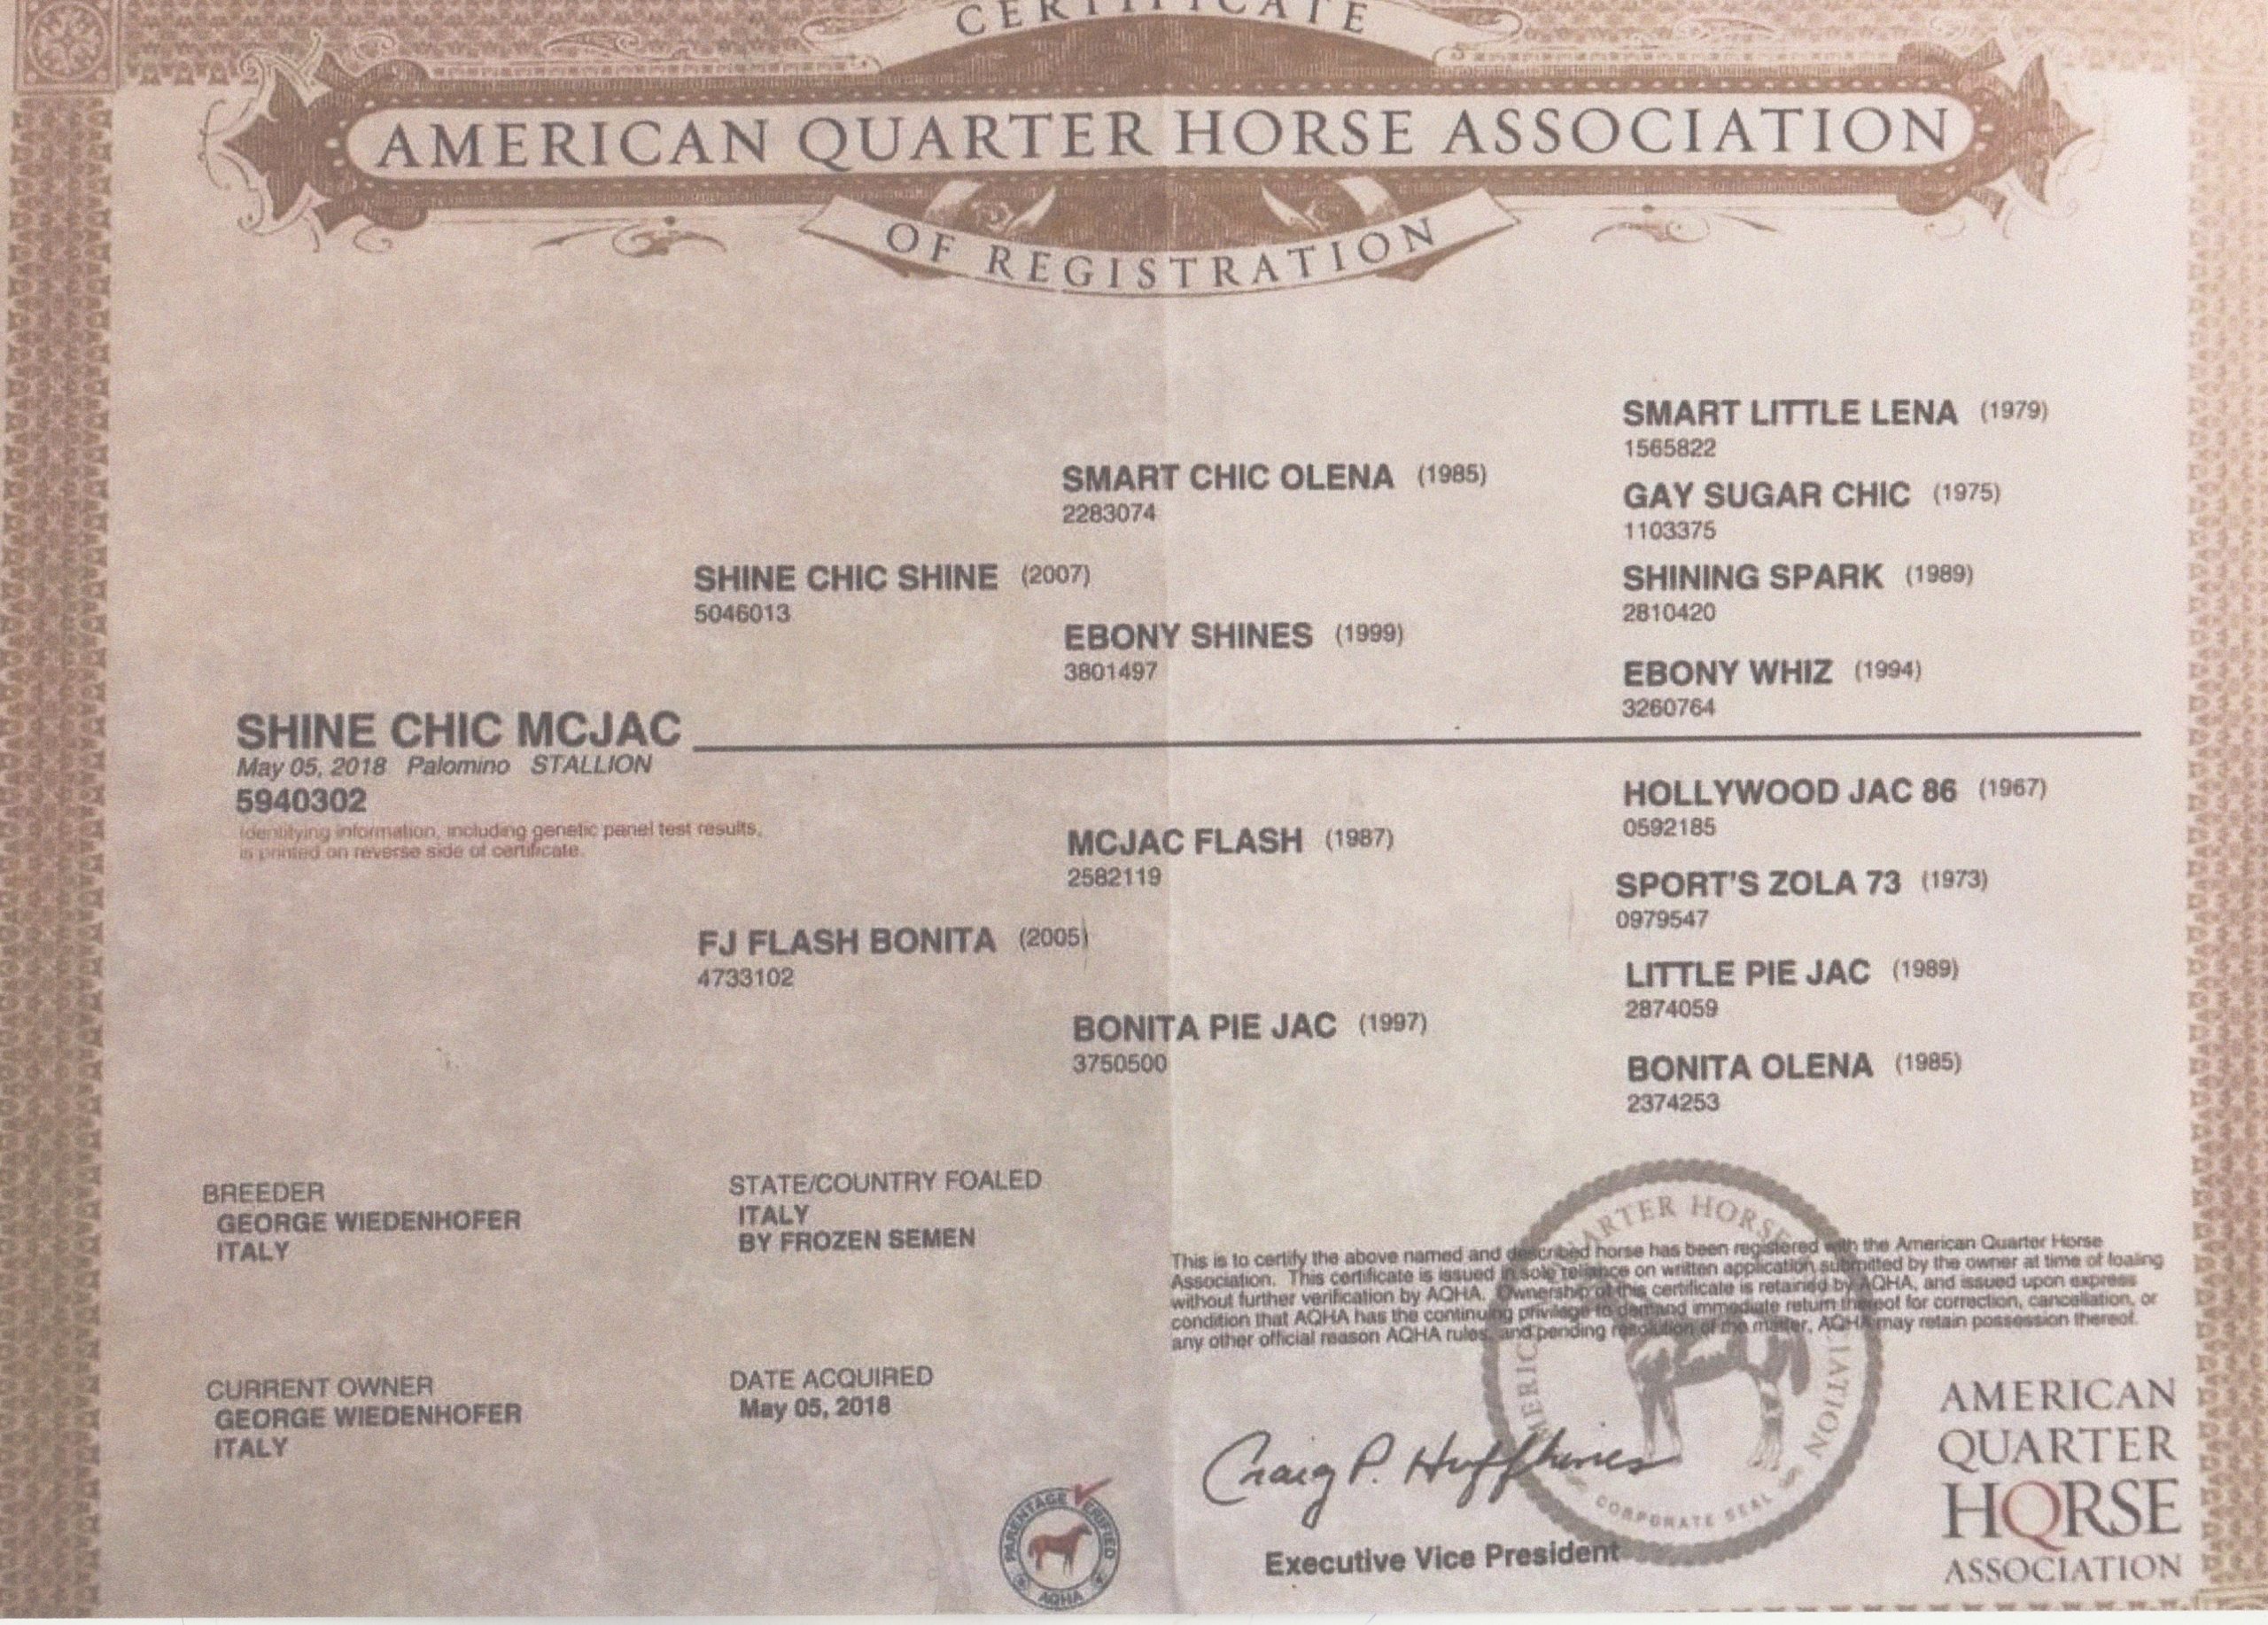 CERTIFICATE
AMERICAN QUARTER HORSE ASSOCIATION
OF REGISTRATION
SMART LITTLE LENA (1979)
1565822
SMART CHIC OLENA (1985)
2283074
GAY SUGAR CHIC (1975)
1103375
SHINE CHIC SHINE (2007)
5046013
SHINING SPARK (1989)
2810420
EBONY SHINES (1999)
3801497
EBONY WHIZ (1994)
3260764
SHINE CHIC MCJAC
May 05, 2018 Palomino STALLION
5940302
Identifying information, including genetic panel test results,
is printed on reverse side of certificate.
HOLLYWOOD JAC 86 (1967)
0592185
MCJAC FLASH (1987)
2582119
SPORT'S ZOLA 73 (1973)
0979547
FJ FLASH BONITA (2005)
4733102
LITTLE PIE JAC (1989)
2874059
BONITA PIE JAC (1997)
3750500
BONITA OLENA (1985)
2374253
BREEDER
GEORGE WIEDENHOFER
ITALY
STATE/COUNTRY FOALED
ITALY
BY FROZEN SEMEN
This is to certify the above named and described horse has been registered with the American Quarter Horse
Association. This certificate is issued in sole reliance on written application submitted by the owner at time of foaling
without further verification by AQHA. Ownership of this certificate is retained by AQHA, and issued upon express
condition that AQHA has the continuing privilege to demand immediate return thereof for correction, cancellation, or
any other official reason AQHA rules, and pending resolution of the matter, AQHA may retain possession thereof.
CURRENT OWNER
GEORGE WIEDENHOFER
ITALY
DATE ACQUIRED
May 05, 2018
PARENTAGE VERIFIED
AQHA
Craig P. Huffhines
Executive Vice President
QUARTER HORSE
CORPORATE SEAL
AMERICAN
QUARTER
HORSE
ASSOCIATION